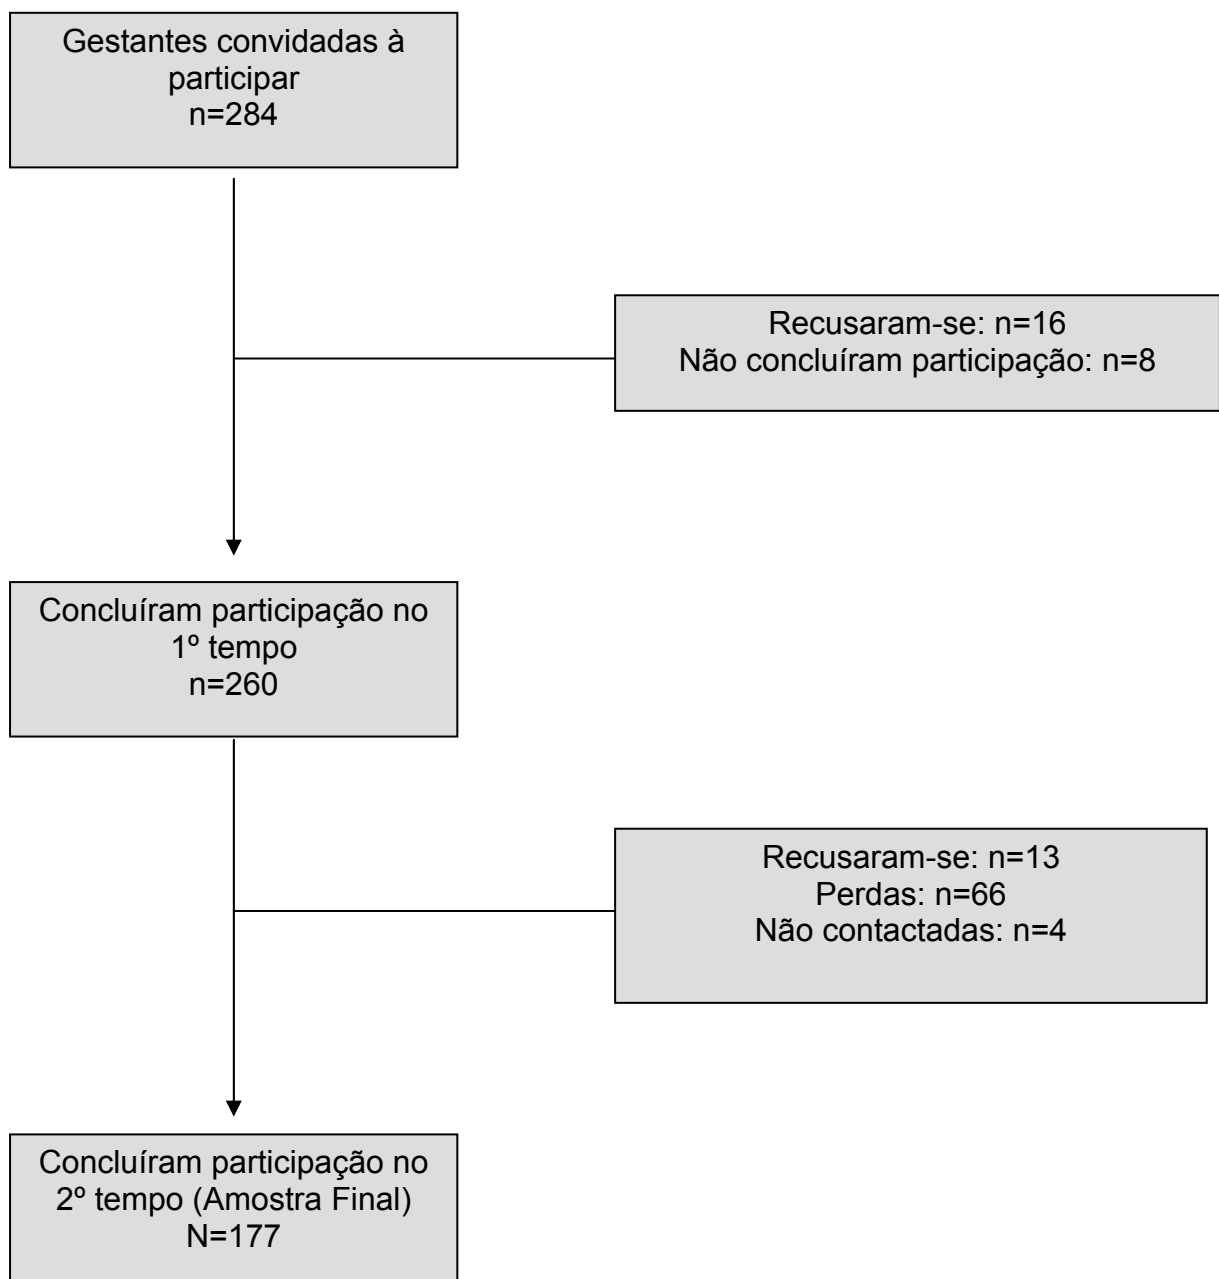 Gestantes convidadas à
participar
n=284
Recusaram-se: n=16
Não concluíram participação: n=8
Concluíram participação no
1º tempo
n=260
Recusaram-se: n=13
Perdas: n=66
Não contactadas: n=4
Concluíram participação no
2º tempo (Amostra Final)
N=177